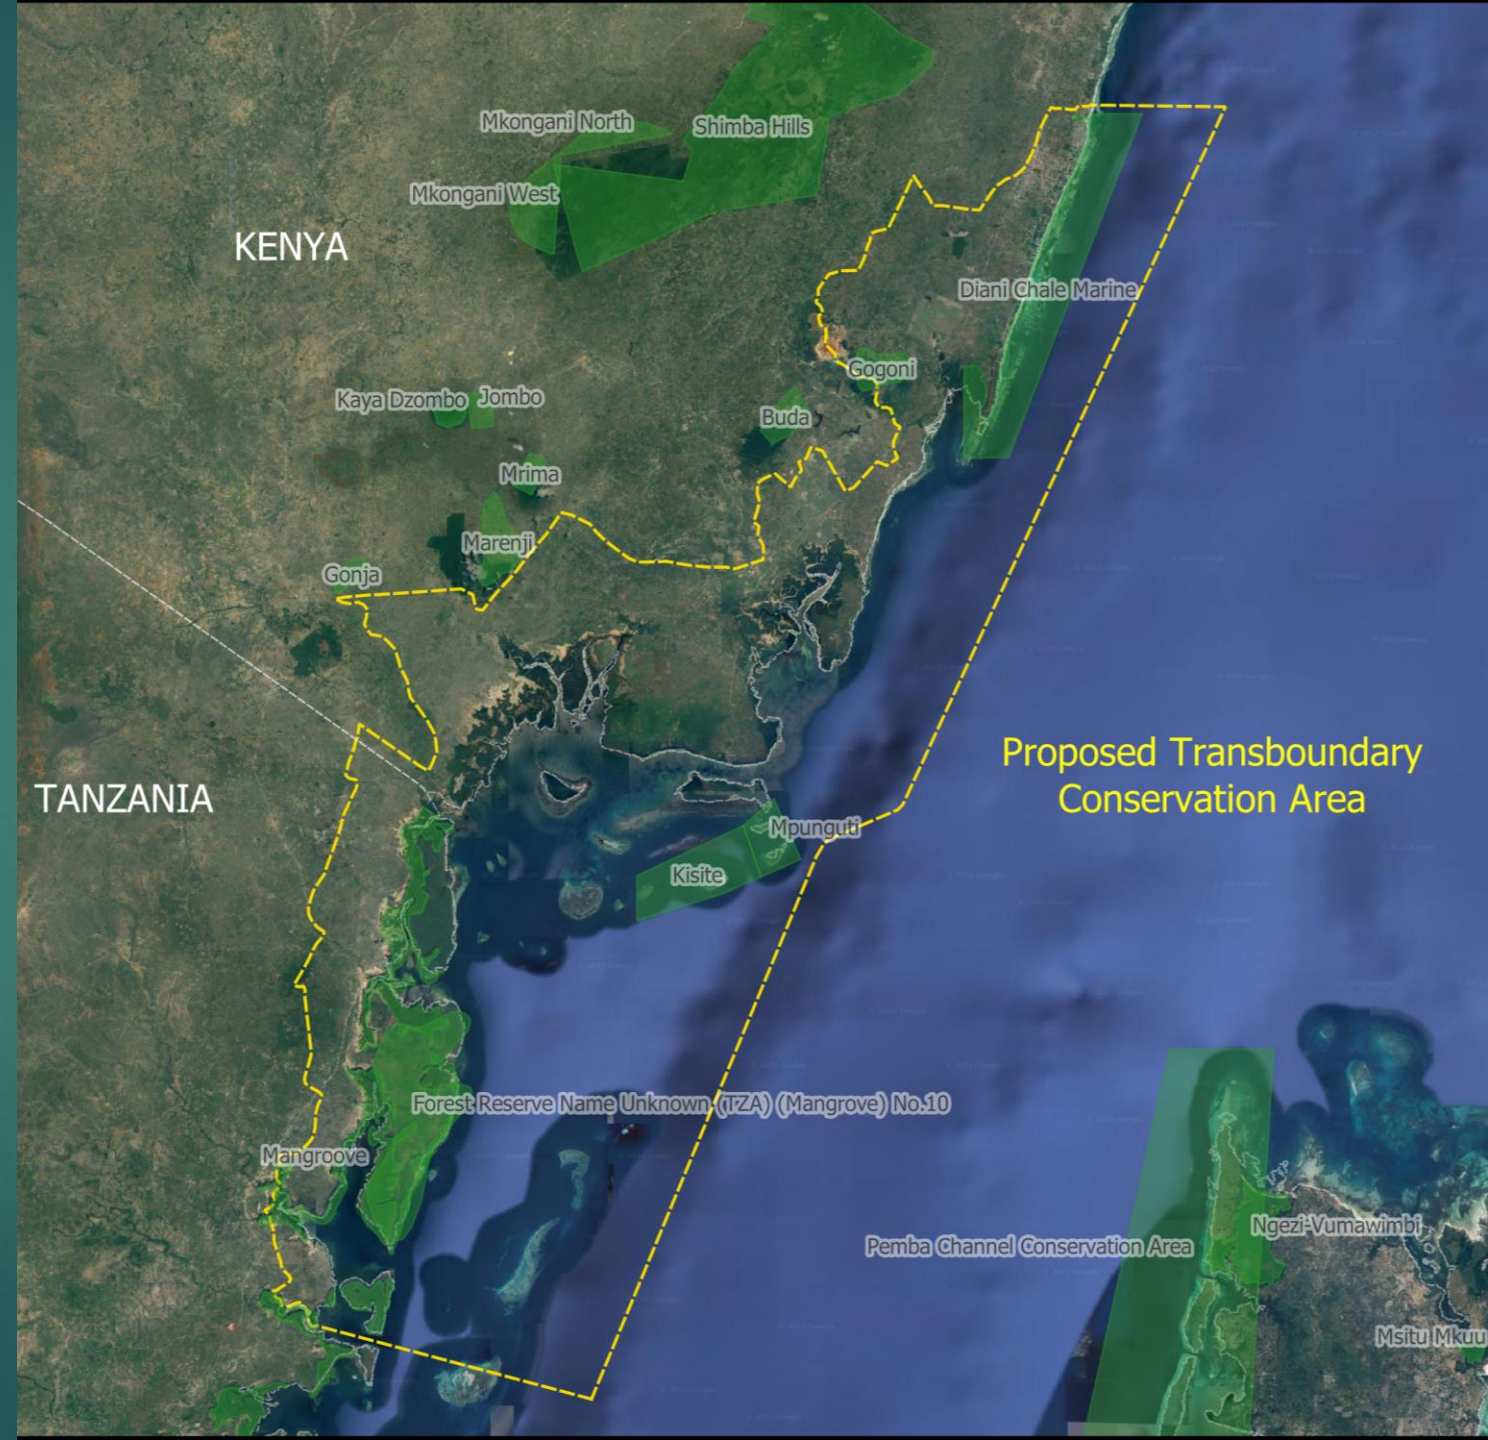 Mkongani North
Shimba Hills
Mkongani West
KENYA
Diani Chale Marine
Gogoni
Kaya Dzombo
Jombo
Buda
Mrima
Marenji
Gonja
Proposed Transboundary
Conservation Area
TANZANIA
Mpunguti
Kisite
Forest Reserve Name Unknown (TZA) (Mangrove) No.10
Mangroove
Ngezi-Vumawimbi
Pemba Channel Conservation Area
Msitu Mkuu